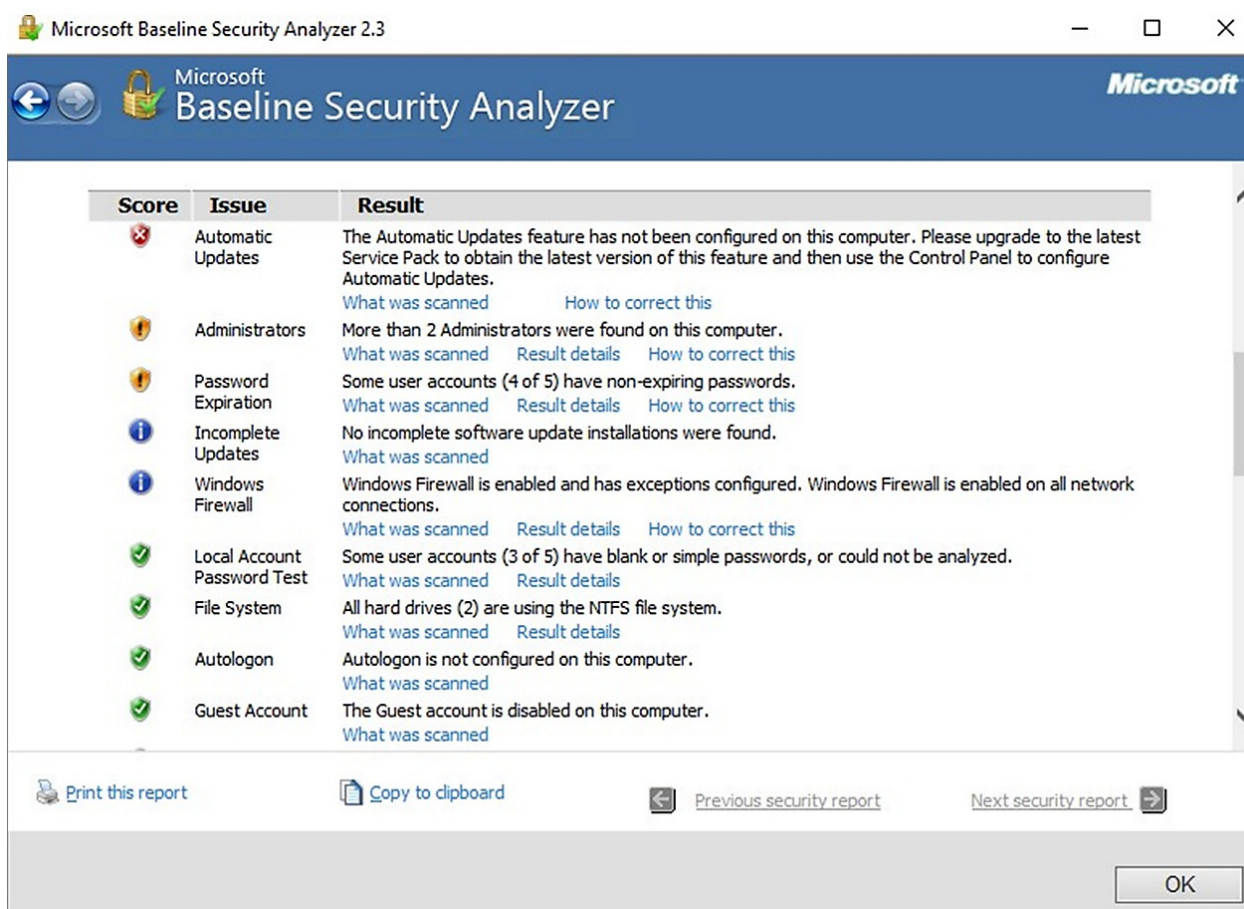 Microsoft Baseline Security Analyzer 2.3
Microsoft
Baseline Security Analyzer
Microsoft
Score Issue Result
Automatic Updates
The Automatic Updates feature has not been configured on this computer. Please upgrade to the latest
Service Pack to obtain the latest version of this feature and then use the Control Panel to configure
Automatic Updates.
What was scanned How to correct this
Administrators
More than 2 Administrators were found on this computer.
What was scanned Result details How to correct this
Password
Expiration
Some user accounts (4 of 5) have non-expiring passwords.
What was scanned Result details How to correct this
Incomplete
Updates
No incomplete software update installations were found.
What was scanned
Windows
Firewall
Windows Firewall is enabled and has exceptions configured. Windows Firewall is enabled on all network
connections.
What was scanned Result details How to correct this
Local Account
Password Test
Some user accounts (3 of 5) have blank or simple passwords, or could not be analyzed.
What was scanned Result details
File System
All hard drives (2) are using the NTFS file system.
What was scanned Result details
Autologon
Autologon is not configured on this computer.
What was scanned
Guest Account
The Guest account is disabled on this computer.
What was scanned
Print this report
Copy to clipboard
Previous security report
Next security report
OK